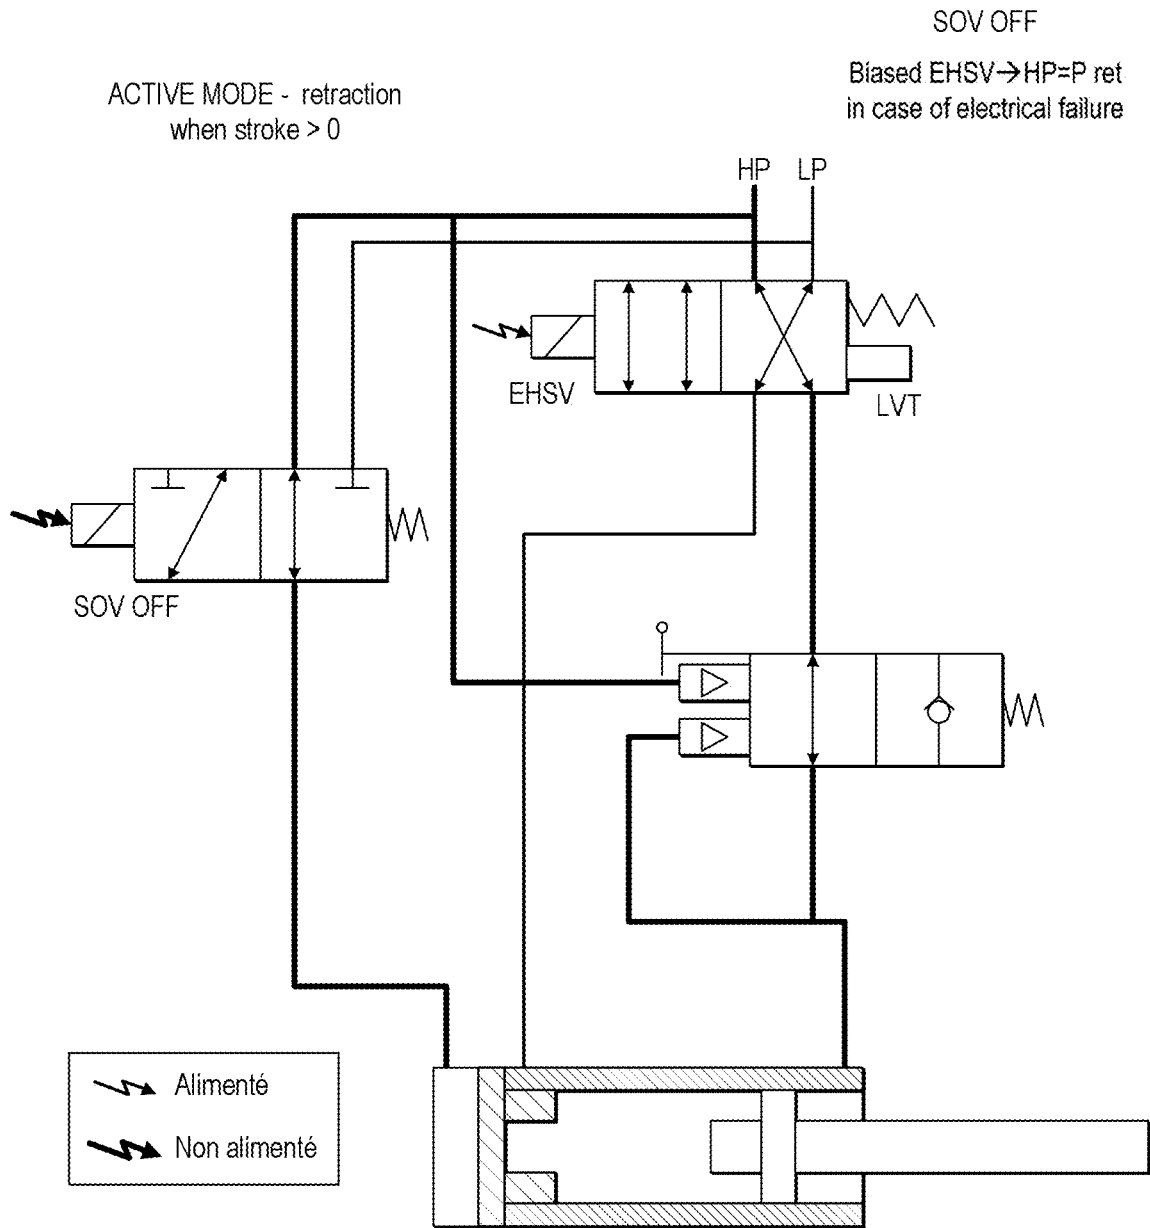 SOV OFF
Biased EHSV→HP=P ret
in case of electrical failure
ACTIVE MODE - retraction
when stroke > 0
HP
LP
EHSV
LVT
SOV OFF
Alimenté
Non alimenté